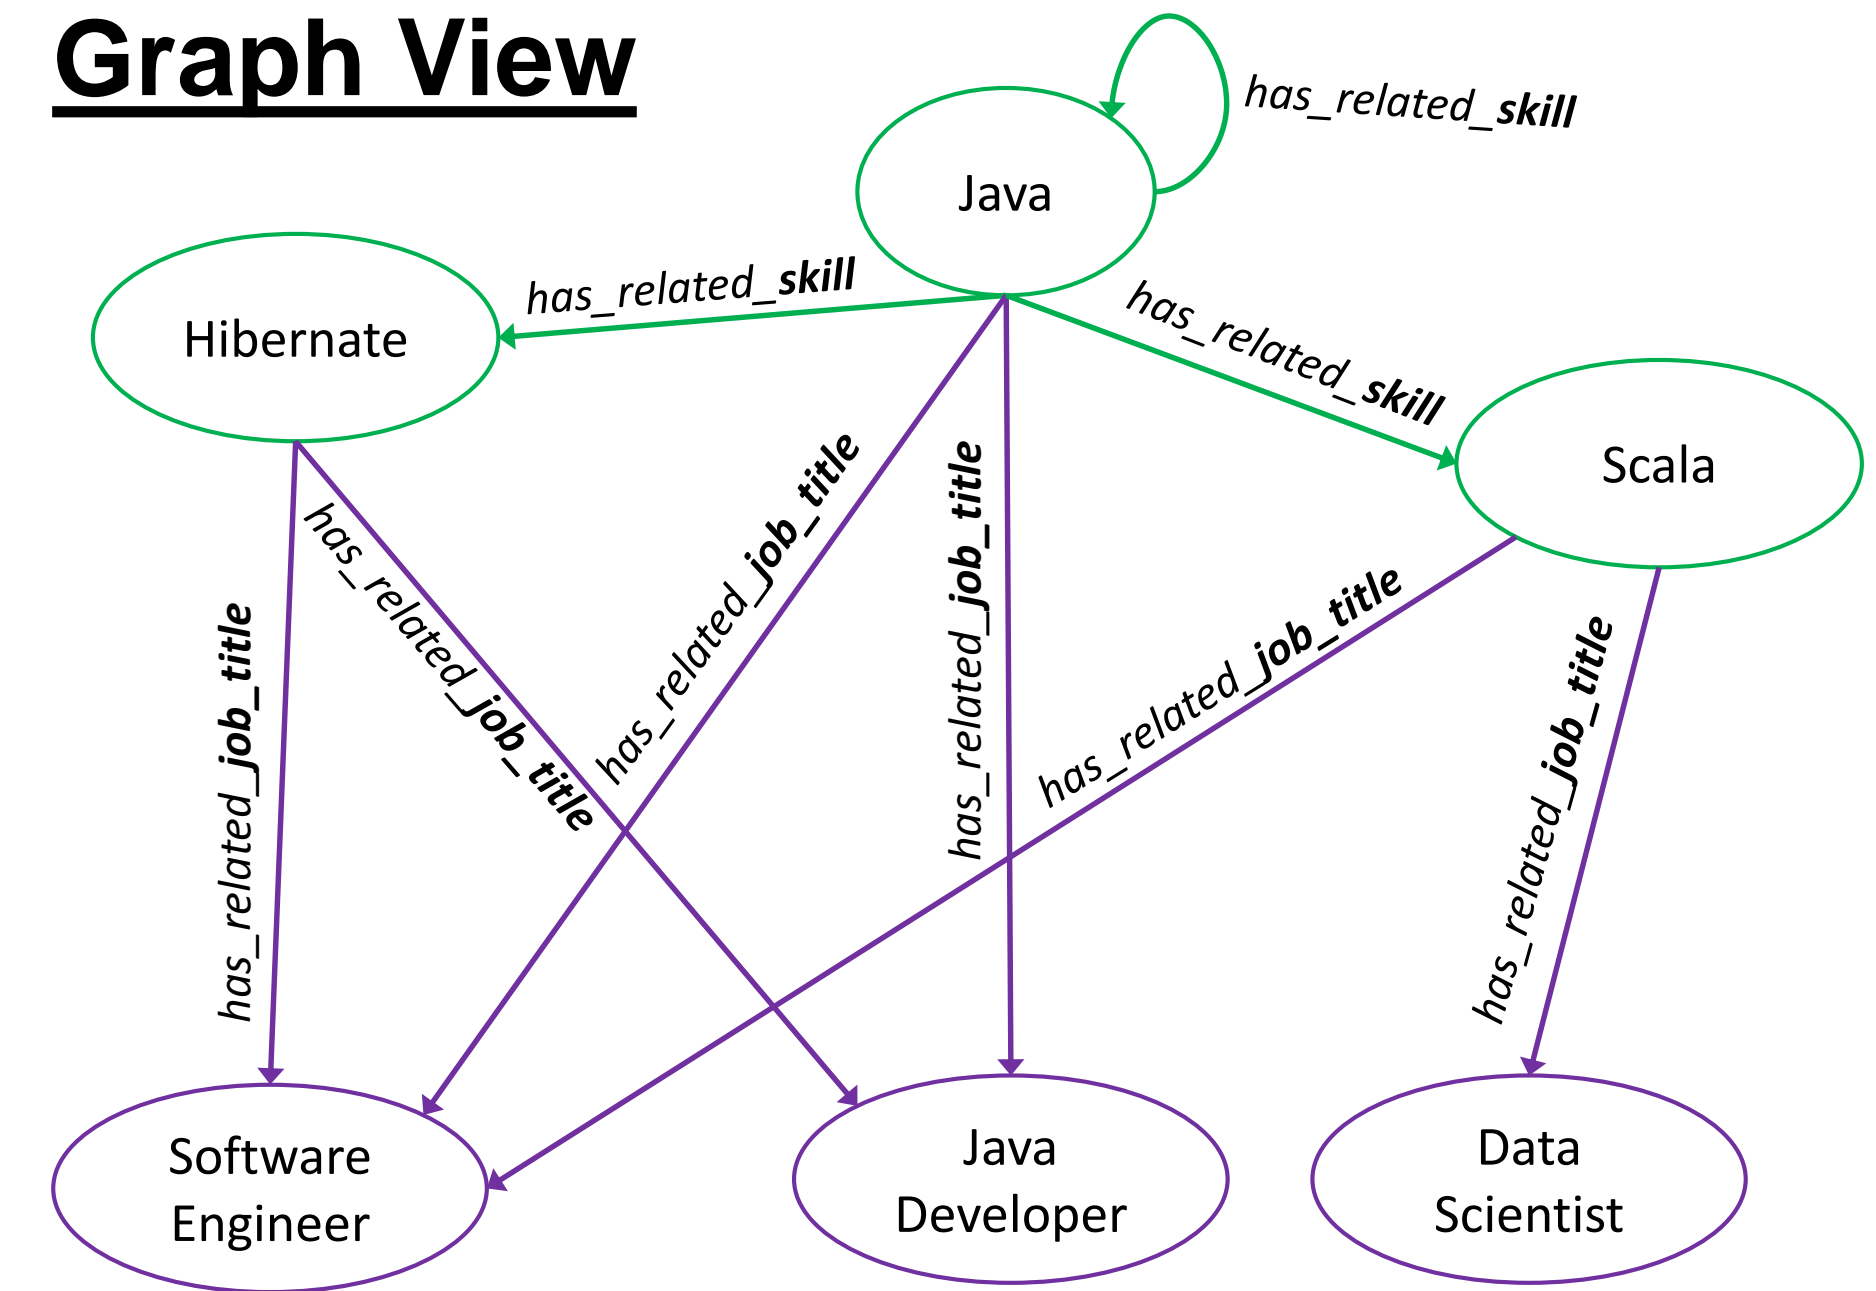 Graph View
has_related_skill
Java
has_related_skill
Hibernate
has_related_skill
Scala
has_related_job_title
has_related_job_title
has_related_job_title
has_related_job_title
has_related_job_title
has_related_job_title
Software
Engineer
Java
Developer
Data
Scientist